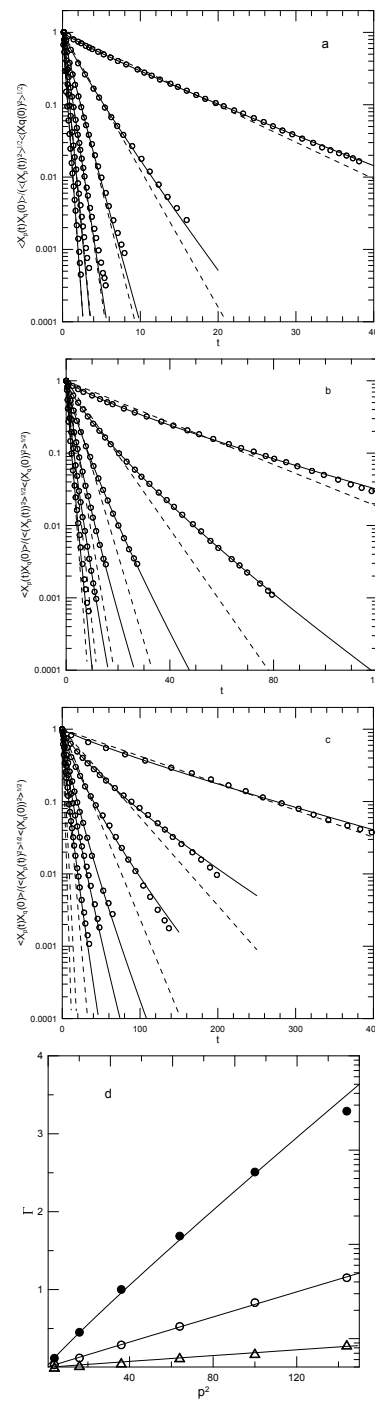 a
1
0.1
0.01
0.001
0.0001
0 10 20 30 40
t
<X_p(t)X_q(0)>/(<(X_p(t))²>^1/2<(Xq(0))²>^1/2)
b
1
0.1
0.01
0.001
0.0001
0 40 80 12
t
<X_p(t)X_q(0)>/(<(X_p(t))²>^1/2<(X_q(0))²>^1/2)
c
1
0.1
0.01
0.001
0.0001
0 100 200 300 400
t
<X_p(t)X_q(0)>/(<(X_p(t))²>^1/2<(X_q(0))²>^1/2)
d
4
3
2
1
Γ
40 80 120
p²